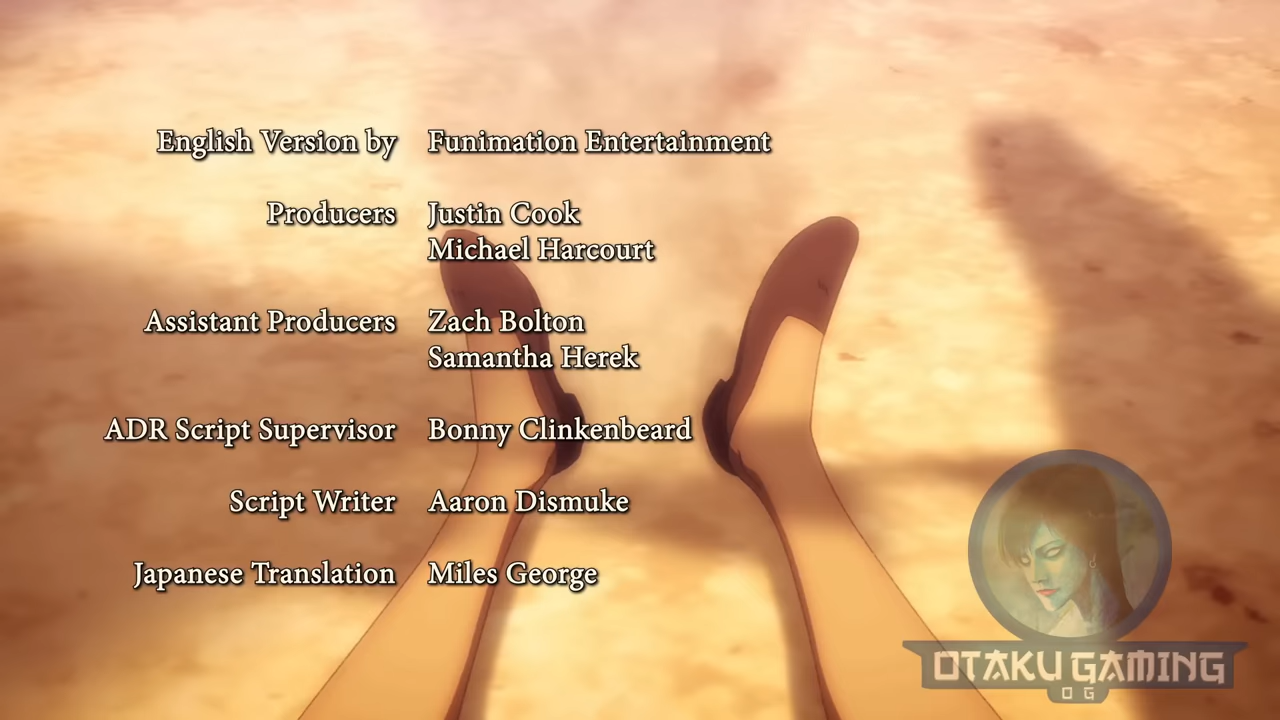 English Version by Funimation Entertainment
Producers Justin Cook
Michael Harcourt
Assistant Producers Zach Bolton
Samantha Herek
ADR Script Supervisor Bonny Clinkenbeard
Script Writer Aaron Dismuke
Japanese Translation Miles George
OTAKU GAMING
OG